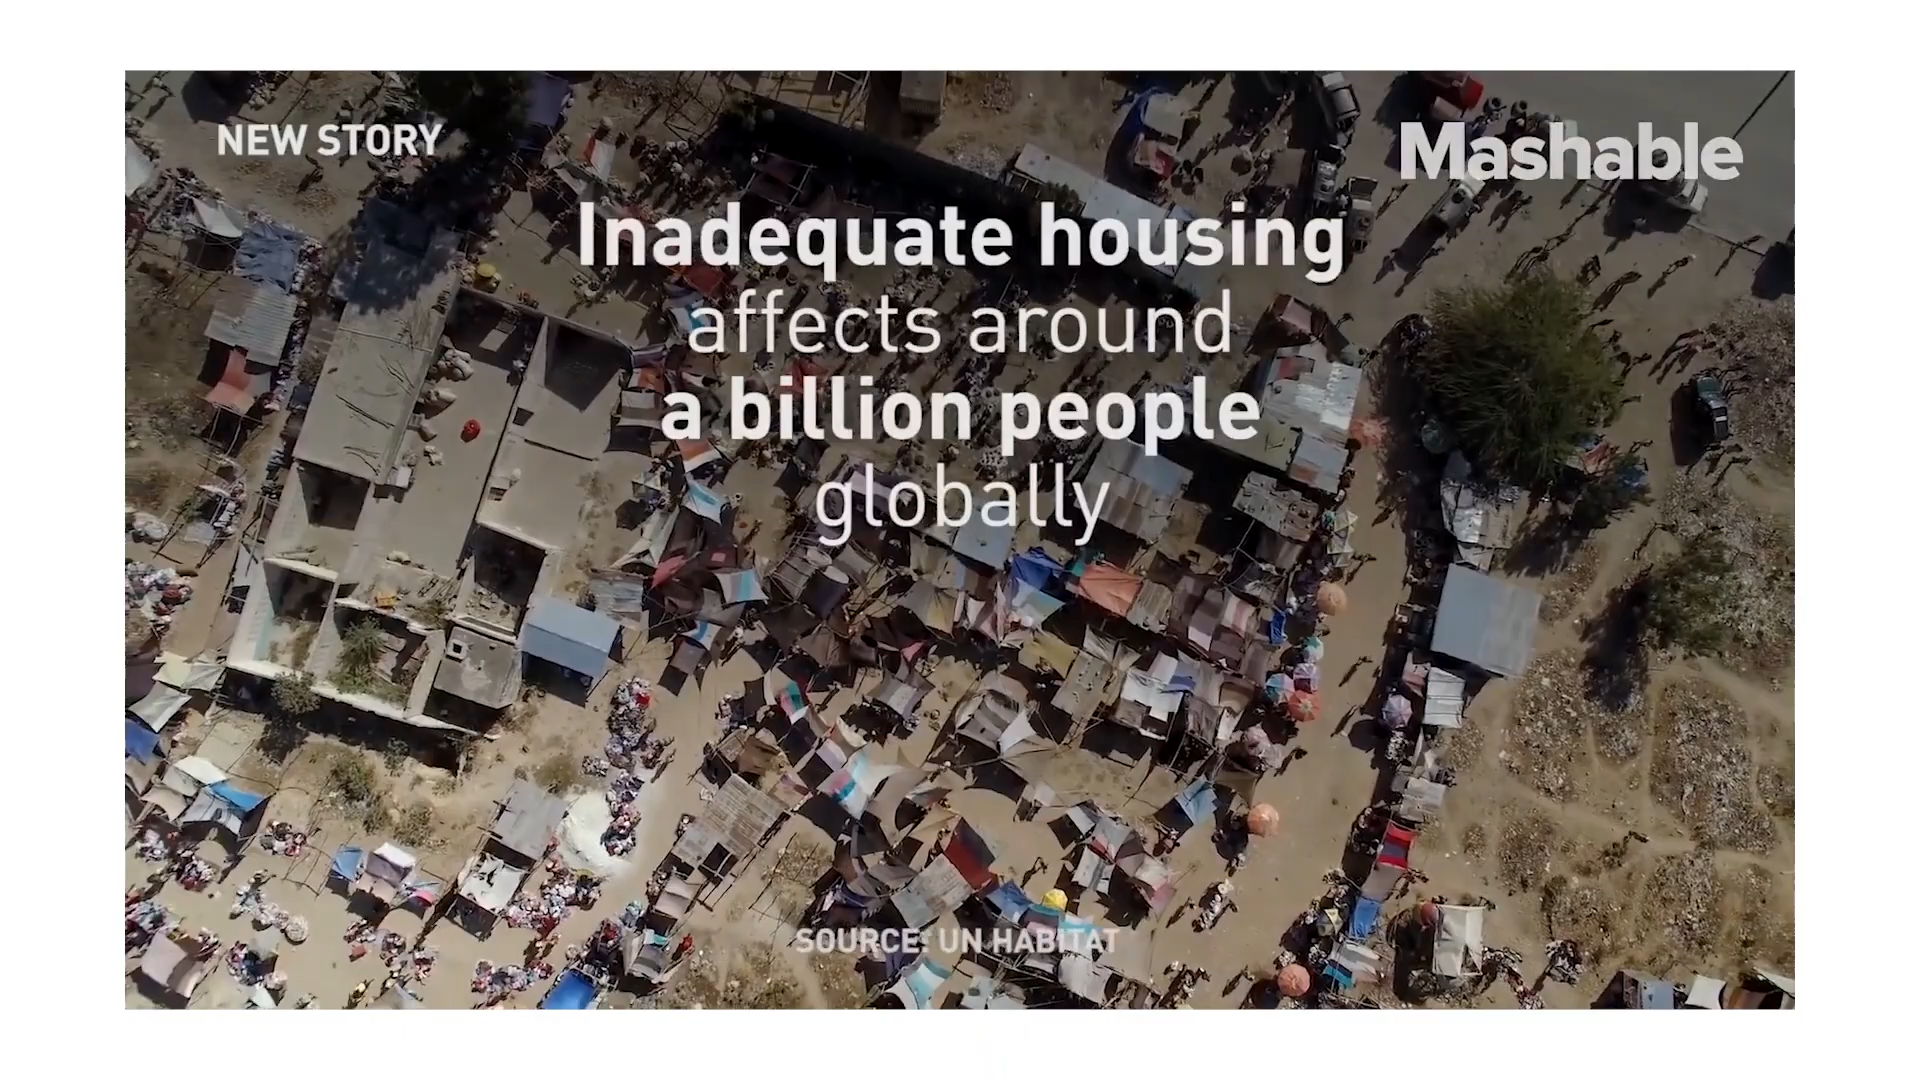 NEW STORY
Mashable
Inadequate housing
affects around
a billion people
globally
SOURCE: UN HABITAT